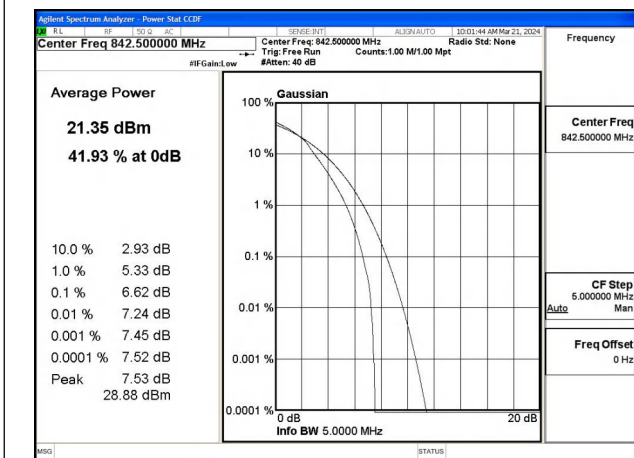 Agilent Spectrum Analyzer - Power Stat CCDF
RL RF 50 Ω AC SENSE:INT ALIGNAUTO 10:01:44 AM Mar 21, 2024
Center Freq 842.500000 MHz
Center Freq: 842.500000 MHz Radio Std: None
Trig: Free Run Counts:1.00 M/1.00 Mpt
#IFGain:Low #Atten: 40 dB
Frequency
Average Power
21.35 dBm
41.93 % at 0dB
10.0 % 2.93 dB
1.0 % 5.33 dB
0.1 % 6.62 dB
0.01 % 7.24 dB
0.001 % 7.45 dB
0.0001 % 7.52 dB
Peak 7.53 dB
28.88 dBm
Gaussian
100 %
10 %
1 %
0.1 %
0.01 %
0.001 %
0.0001 %
0 dB 20 dB
Info BW 5.0000 MHz
Center Freq
842.500000 MHz
CF Step
5.000000 MHz
Auto Man
Freq Offset
0 Hz
MSG STATUS